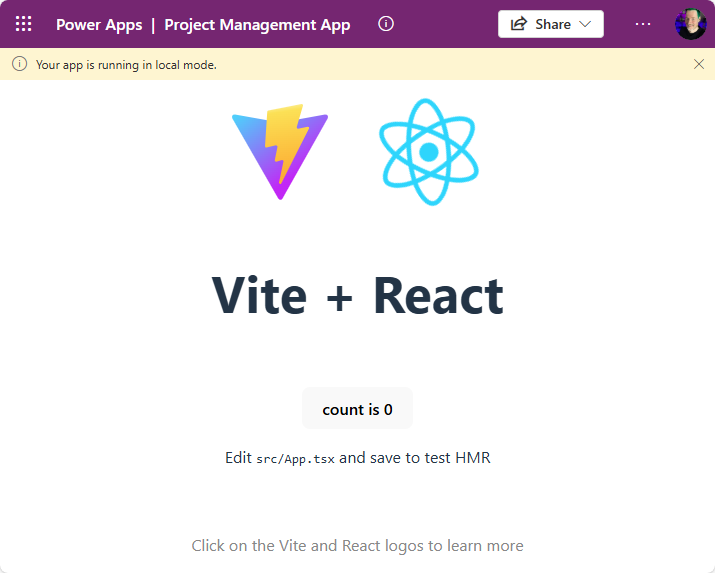 Power Apps | Project Management App
Share
Your app is running in local mode.
Vite + React
count is 0
Edit src/App.tsx and save to test HMR
Click on the Vite and React logos to learn more